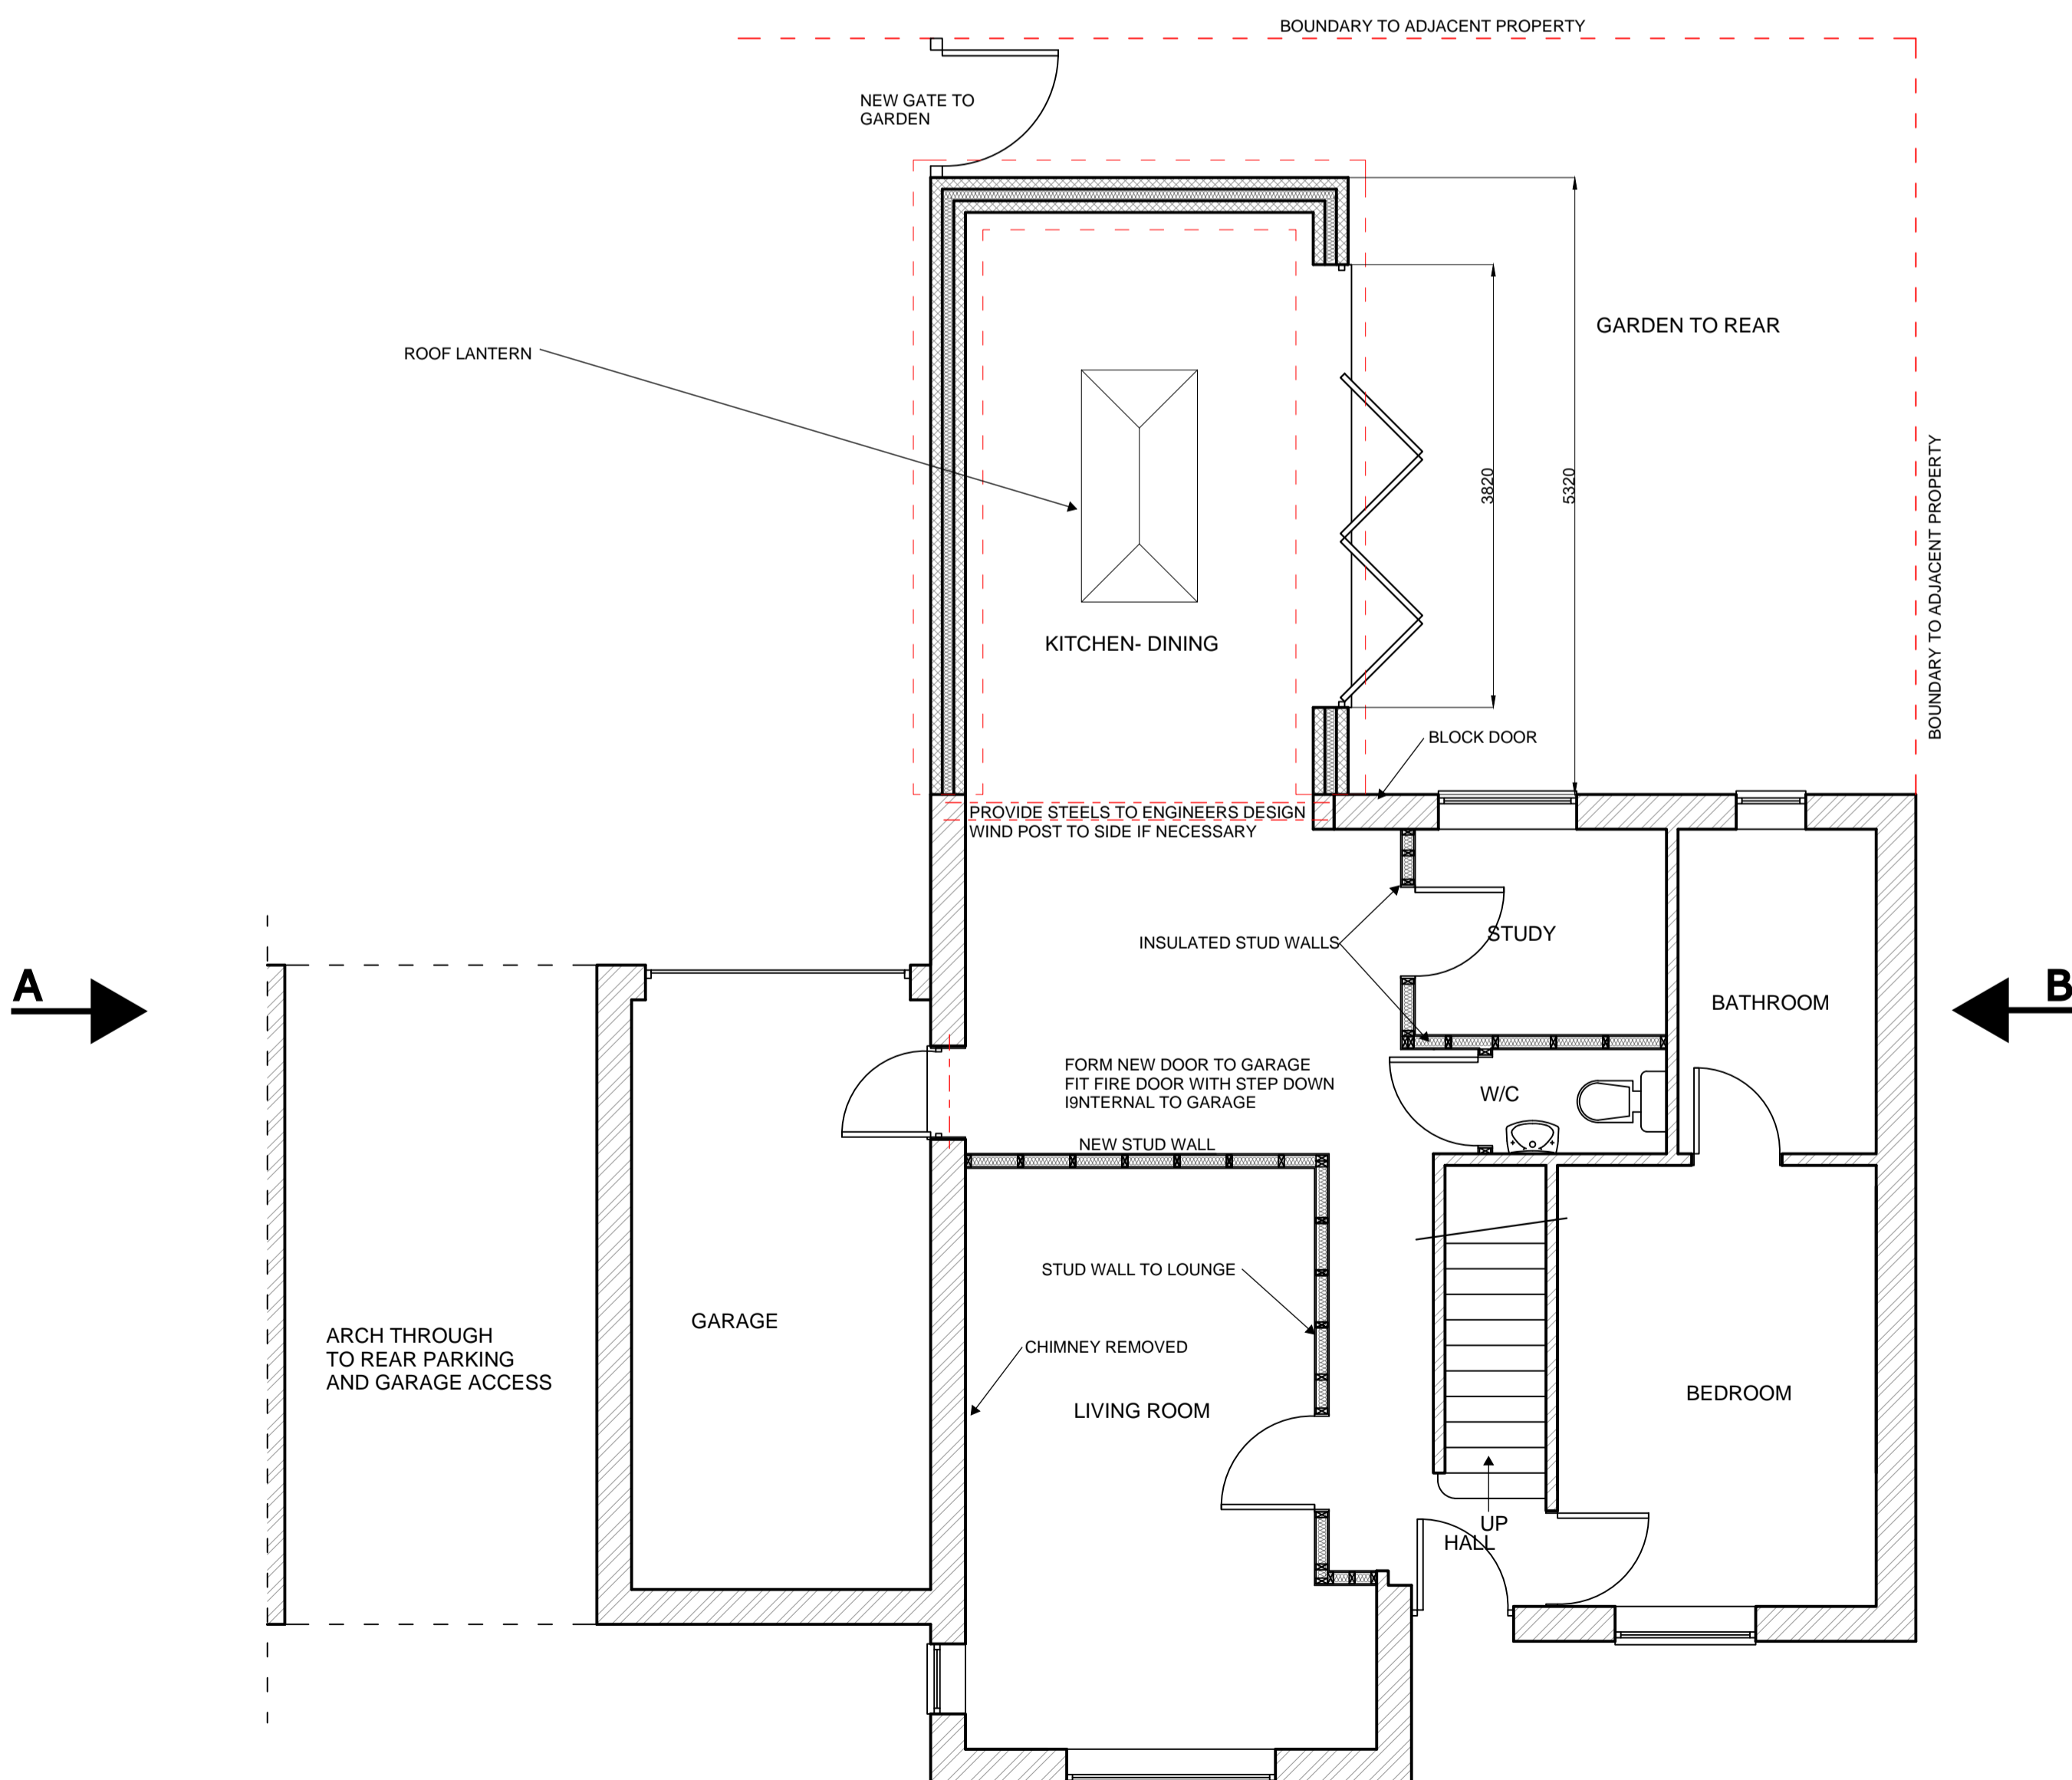 BOUNDARY TO ADJACENT PROPERTY
NEW GATE TO
GARDEN
GARDEN TO REAR
ROOF LANTERN
3820
5320
BOUNDARY TO ADJACENT PROPERTY
KITCHEN- DINING
BLOCK DOOR
PROVIDE STEELS TO ENGINEERS DESIGN
WIND POST TO SIDE IF NECESSARY
INSULATED STUD WALLS
STUDY
A
B
BATHROOM
FORM NEW DOOR TO GARAGE
FIT FIRE DOOR WITH STEP DOWN
I9NTERNAL TO GARAGE
W/C
NEW STUD WALL
STUD WALL TO LOUNGE
GARAGE
ARCH THROUGH
TO REAR PARKING
AND GARAGE ACCESS
CHIMNEY REMOVED
LIVING ROOM
BEDROOM
UP
HALL